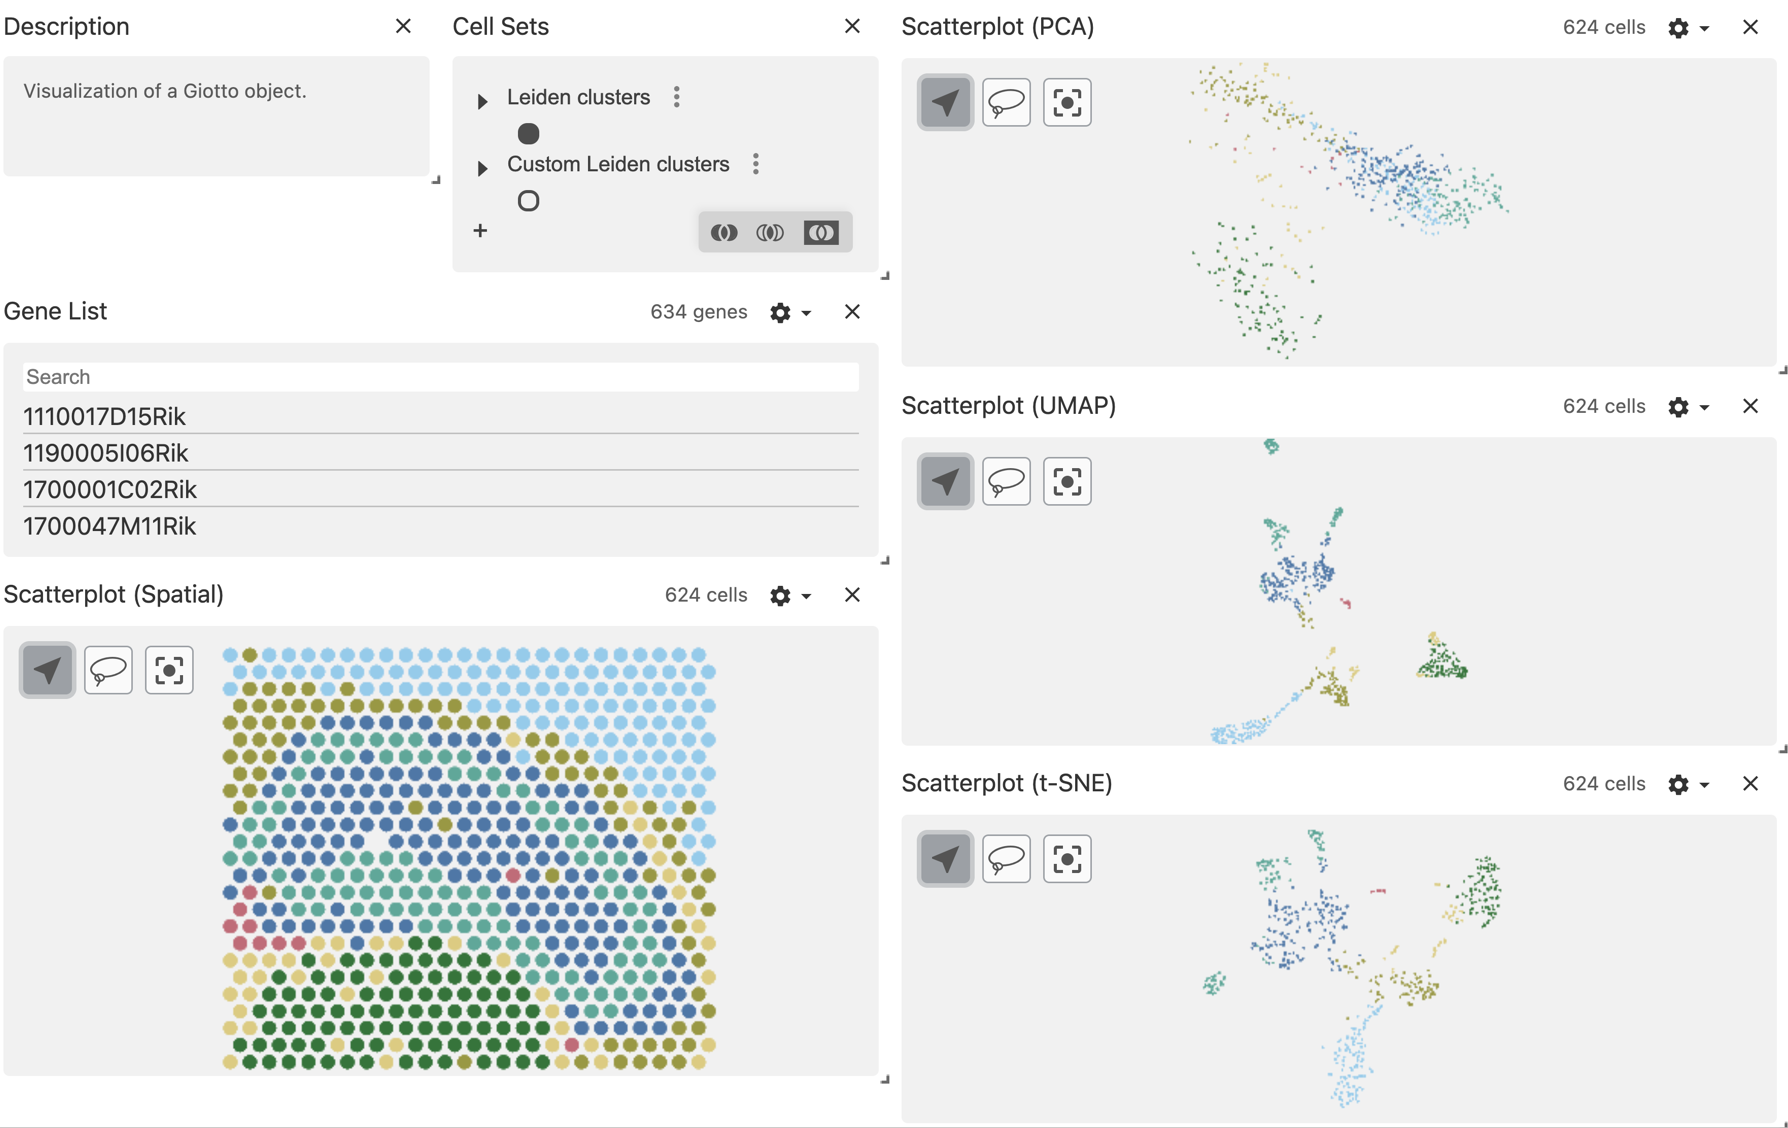 Description
Visualization of a Giotto object.
Cell Sets
Leiden clusters
Custom Leiden clusters
+
Gene List
634 genes
Search
1110017D15Rik
1190005I06Rik
1700001C02Rik
1700047M11Rik
Scatterplot (Spatial)
624 cells
Scatterplot (PCA)
624 cells
Scatterplot (UMAP)
624 cells
Scatterplot (t-SNE)
624 cells